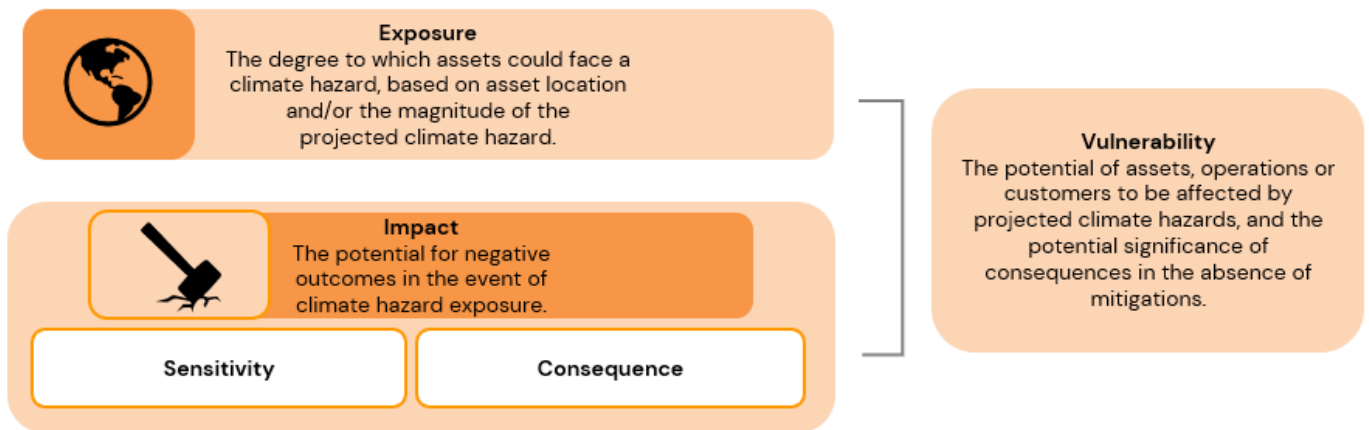 Exposure
The degree to which assets could face a
climate hazard, based on asset location
and/or the magnitude of the
projected climate hazard.
Impact
The potential for negative
outcomes in the event of
climate hazard exposure.
Sensitivity
Consequence
Vulnerability
The potential of assets, operations or
customers to be affected by
projected climate hazards, and the
potential significance of
consequences in the absence of
mitigations.